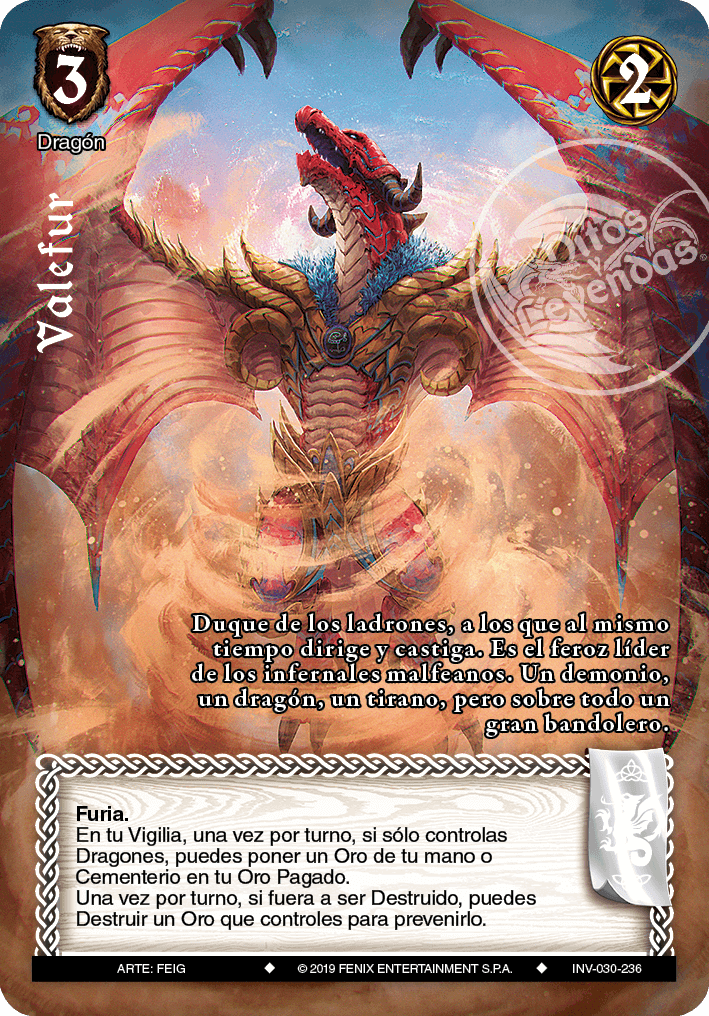 3
2
Dragón
Valefur
Mitos
y
Leyendas
Duque de los ladrones, a los que al mismo
tiempo dirige y castiga. Es el feroz líder
de los infernales malfeanos. Un demonio,
un dragón, un tirano, pero sobre todo un
gran bandolero.
Furia.
En tu Vigilia, una vez por turno, si sólo controlas
Dragones, puedes poner un Oro de tu mano o
Cementerio en tu Oro Pagado.
Una vez por turno, si fuera a ser Destruido, puedes
Destruir un Oro que controles para prevenirlo.
ARTE: FEIG ◆ © 2019 FENIX ENTERTAINMENT S.P.A. ◆ INV-030-236